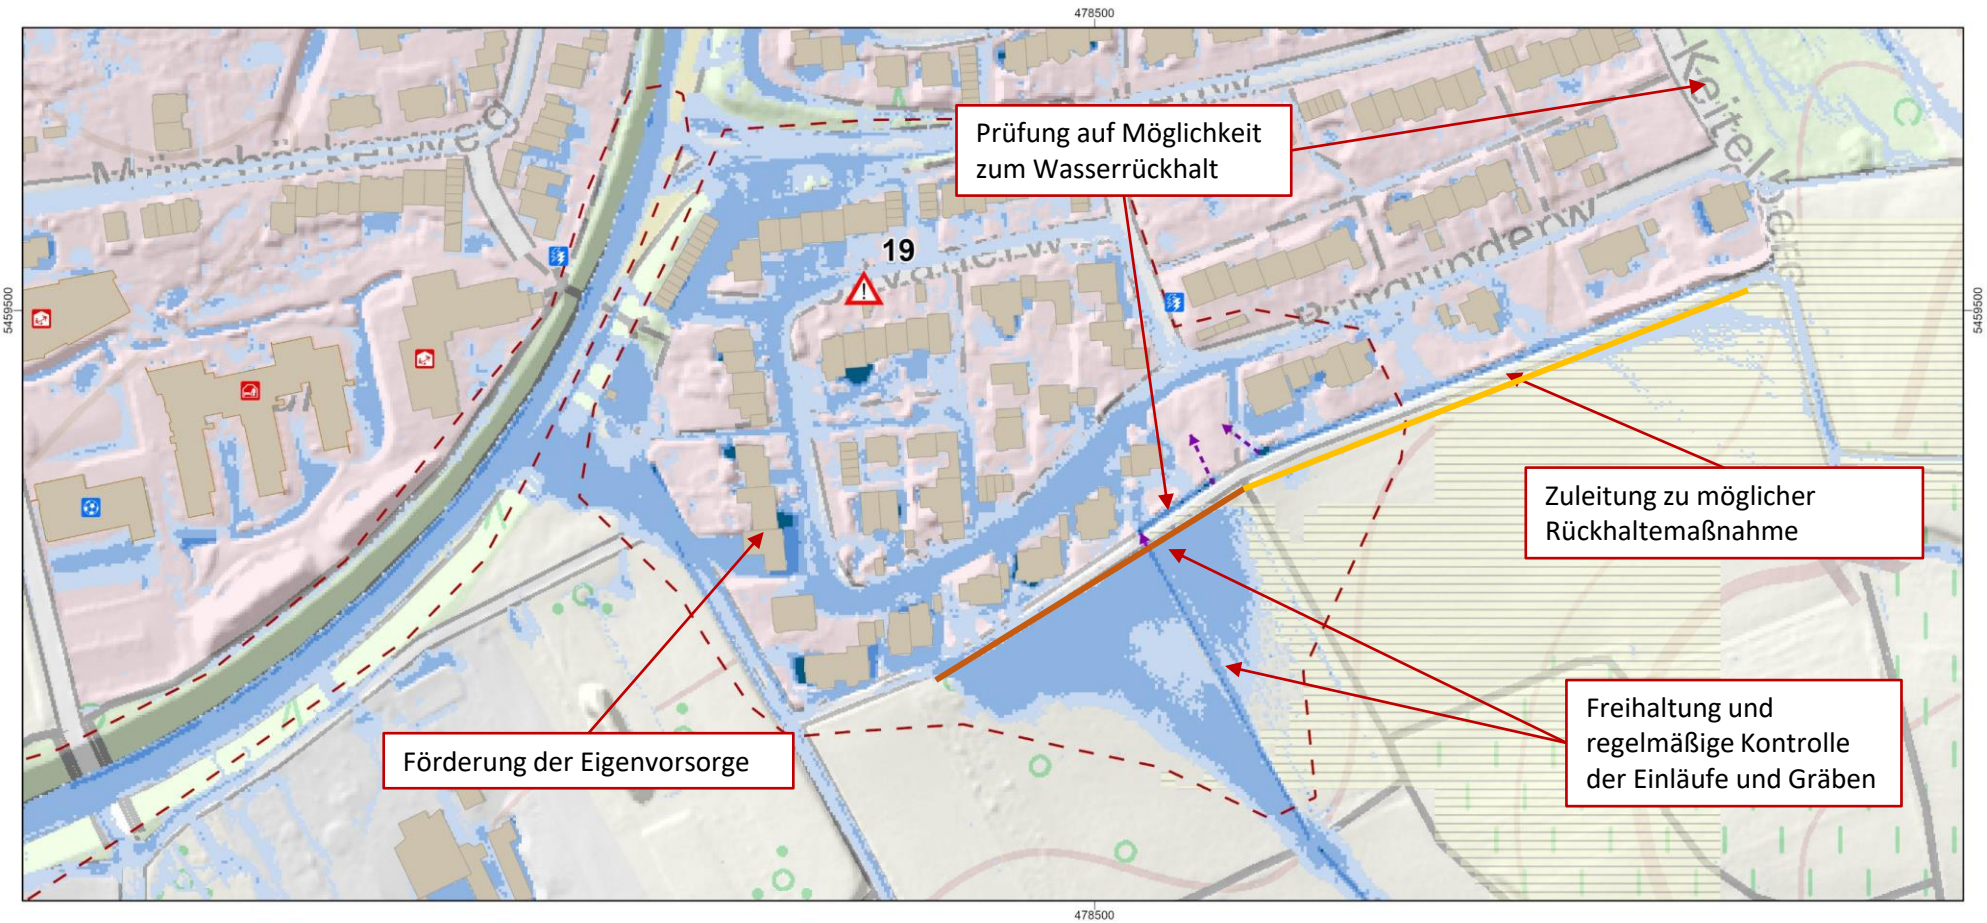 478500
Keitel
Prüfung auf Möglichkeit
zum Wasserrückhalt
19
5459500
5459500
Zuleitung zu möglicher
Rückhaltemaßnahme
Freihaltung und
regelmäßige Kontrolle
der Einläufe und Gräben
Förderung der Eigenvorsorge
478500